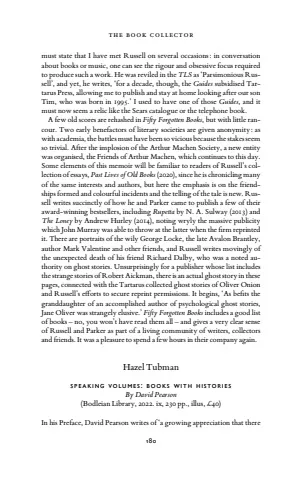 THE BOOK COLLECTOR
must state that I have met Russell on several occasions: in conversation
about books or music, one can see the rigour and obsessive focus required
to produce such a work. He was reviled in the TLS as 'Parsimonious Rus-
sell', and yet, he writes, 'for a decade, though, the Guides subsidised Tar-
tarus Press, allowing me to publish and stay at home looking after our son
Tim, who was born in 1995.' I used to have one of those Guides, and it
must now seem a relic like the Sears catalogue or the telephone book.
A few old scores are rehashed in Fifty Forgotten Books, but with little ran-
cour. Two early benefactors of literary societies are given anonymity: as
with academia, the battles must have been so vicious because the stakes seem
so trivial. After the implosion of the Arthur Machen Society, a new entity
was organised, the Friends of Arthur Machen, which continues to this day.
Some elements of this memoir will be familiar to readers of Russell's col-
lection of essays, Past Lives of Old Books (2020), since he is chronicling many
of the same interests and authors, but here the emphasis is on the friend-
ships formed and colourful incidents and the telling of the tale is new. Rus-
sell writes succinctly of how he and Parker came to publish a few of their
award-winning bestsellers, including Rupetta by N. A. Sulway (2013) and
The Loney by Andrew Hurley (2014), noting wryly the massive publicity
which John Murray was able to throw at the latter when the firm reprinted
it. There are portraits of the wily George Locke, the late Avalon Brantley,
author Mark Valentine and other friends, and Russell writes movingly of
the unexpected death of his friend Richard Dalby, who was a noted au-
thority on ghost stories. Unsurprisingly for a publisher whose list includes
the strange stories of Robert Aickman, there is an actual ghost story in these
pages, connected with the Tartarus collected ghost stories of Oliver Onion
and Russell's efforts to secure reprint permissions. It begins, 'As befits the
granddaughter of an accomplished author of psychological ghost stories,
Jane Oliver was strangely elusive.' Fifty Forgotten Books includes a good list
of books – no, you won't have read them all – and gives a very clear sense
of Russell and Parker as part of a living community of writers, collectors
and friends. It was a pleasure to spend a few hours in their company again.
Hazel Tubman
SPEAKING VOLUMES: BOOKS WITH HISTORIES
By David Pearson
(Bodleian Library, 2022. ix, 230 pp., illus, £40)
In his Preface, David Pearson writes of 'a growing appreciation that there
180